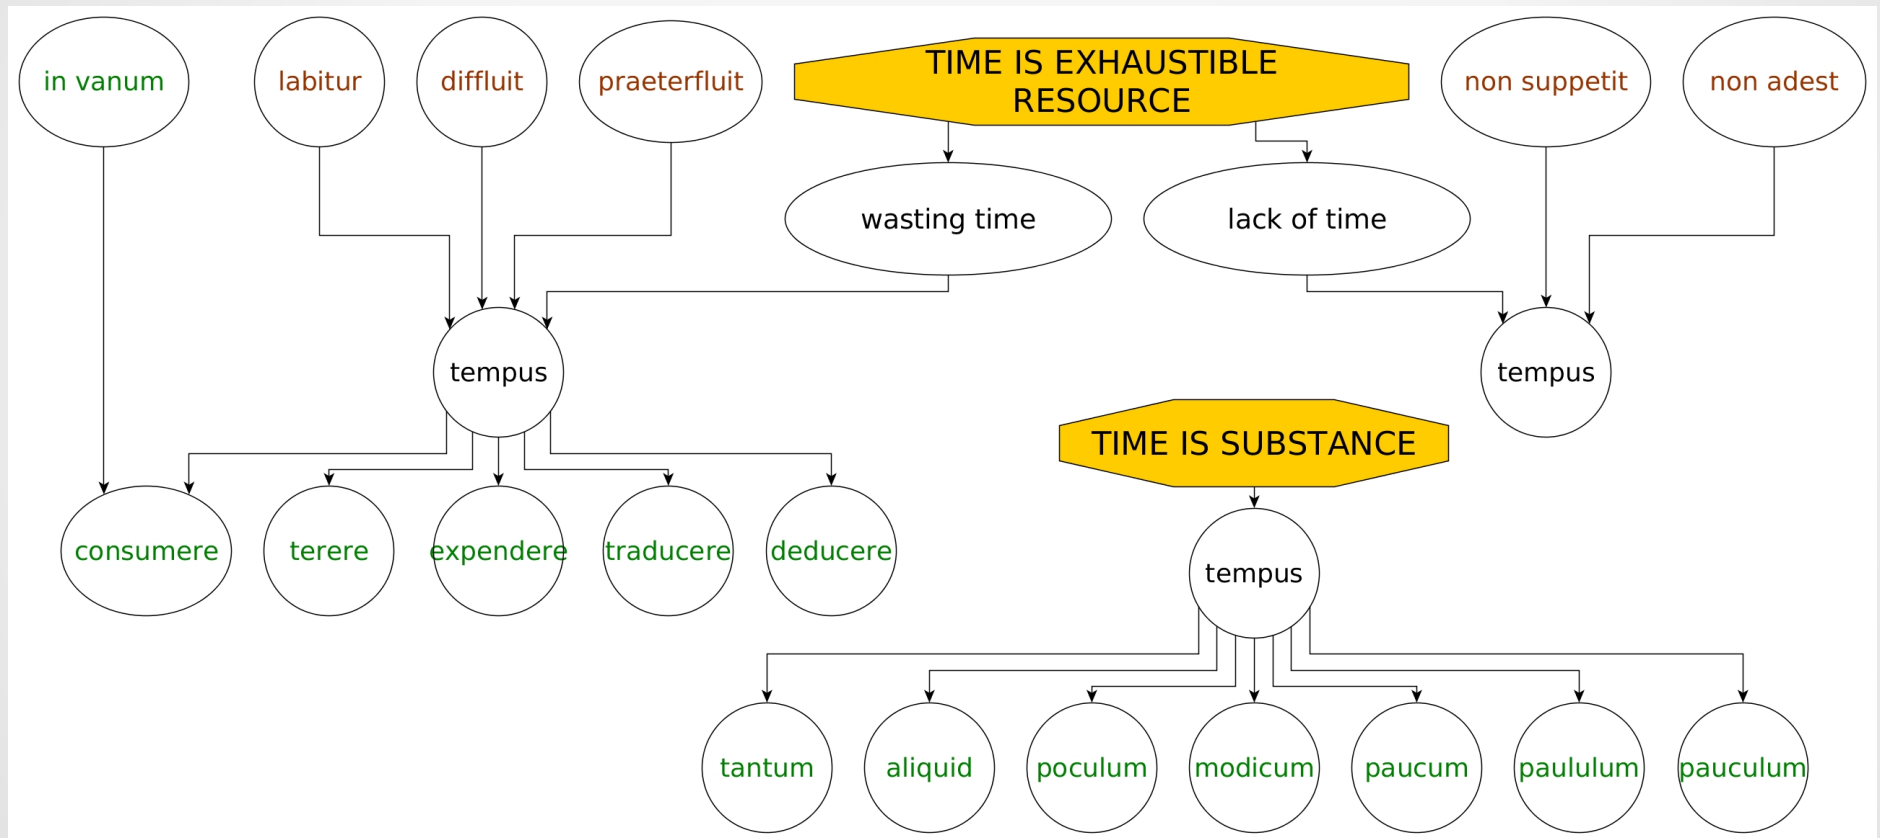 in vanum
labitur
diffluit
praeterfluit
TIME IS EXHAUSTIBLE
RESOURCE
non suppetit
non adest
wasting time
lack of time
tempus
tempus
TIME IS SUBSTANCE
consumere
terere
expendere
traducere
deducere
tempus
tantum
aliquid
poculum
modicum
paucum
paululum
pauculum